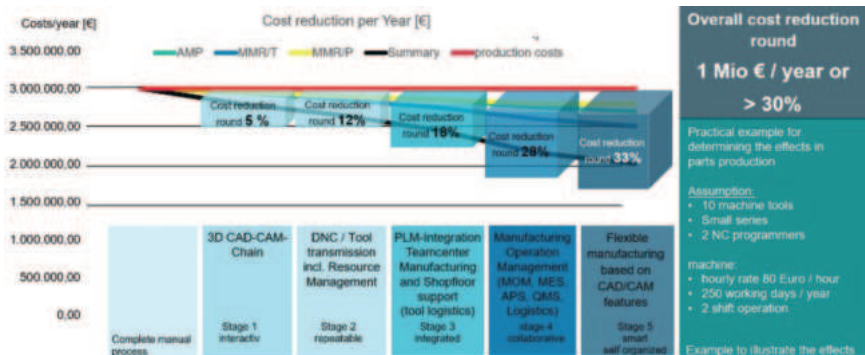 Costs/year [€]
Cost reduction per Year [€]
3.500.000,00
AMP
MMR/T
MMR/P
Summary
production costs
3.000.000,00
2.500.000,00
2.000.000,00
1.500.000,00
1.000.000,00
500.000,00
0,00
Cost reduction
round 5 %
Cost reduction
round 12%
Cost reduction
round 18%
Cost reduction
round 28%
Cost reduction
round 33%
Complete manual
process
3D CAD-CAM-
Chain
Stage 1
interactiv
DNC / Tool
transmission
incl. Resource
Management
Stage 2
repeatable
PLM-Integration
Teamcenter
Manufacturing
and Shopfloor
support
(tool logistics)
Stage 3
integrated
Manufacturing
Operation
Management
(MOM, MES,
APS, QMS,
Logistics)
stage 4
collaborative
Flexible
manufacturing
based on
CAD/CAM
features
Stage 5
smart
self organized
Overall cost reduction
round
1 Mio € / year or
> 30%
Practical example for
determining the effects in
parts production
Assumption:
• 10 machine tools
• Small series
• 2 NC programmers
machine:
• hourly rate 80 Euro / hour
• 250 working days / year
• 2 shift operation
Example to illustrate the effects